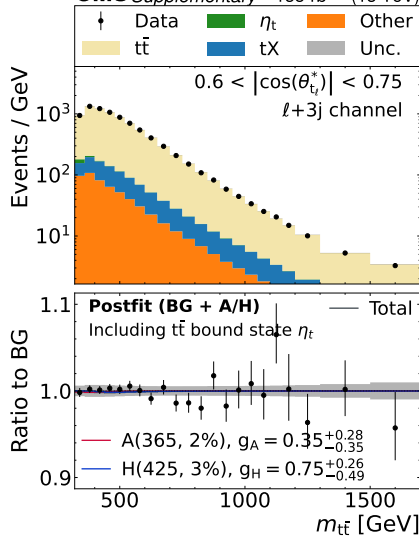 Data η_t Other
tt̄ tX Unc.
0.6 < |cos(θ*_{t_ℓ})| < 0.75
ℓ+3j channel
Events / GeV
10^3
10^2
10^1
Postfit (BG + A/H) Total
Including tt̄ bound state η_t
Ratio to BG
1.1
1.0
0.9
A(365, 2%), g_A = 0.35 +0.28 −0.35
H(425, 3%), g_H = 0.75 +0.26 −0.49
500 1000 1500
m_{tt̄} [GeV]